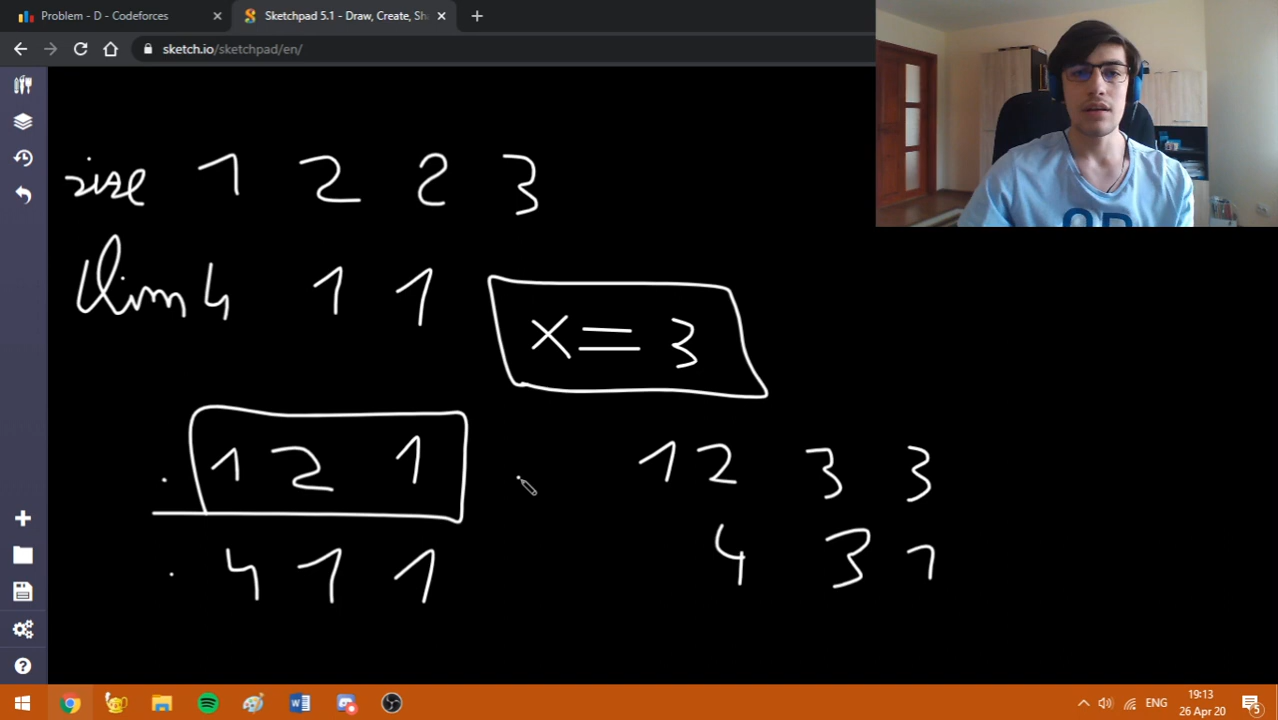 Problem - D - Codeforces
Sketchpad 5.1 - Draw, Create, Sh
sketch.io/sketchpad/en/
size 1 2 2 3
lim 4 1 1
x = 3
. 1 2 1
1 2 3 3
. 4 1 1
4 3 1
ENG
19:13
26 Apr 20
5